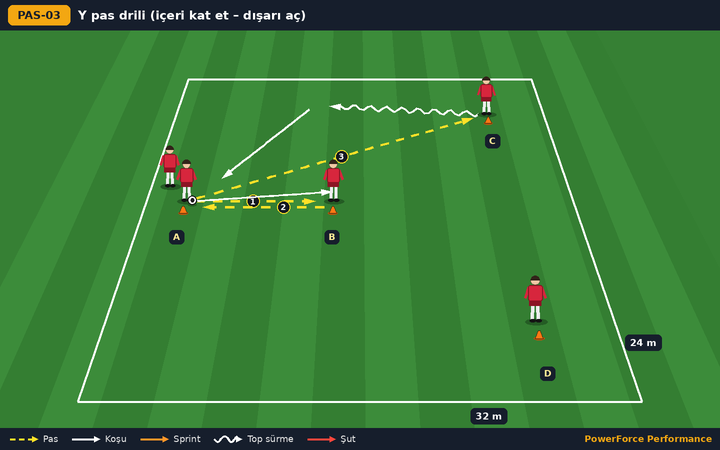 PAS-03 Y pas drili (içeri kat et – dışarı aç)
C
3
1
2
A
B
24 m
D
32 m
Pas Koşu Sprint Top sürme Şut PowerForce Performance